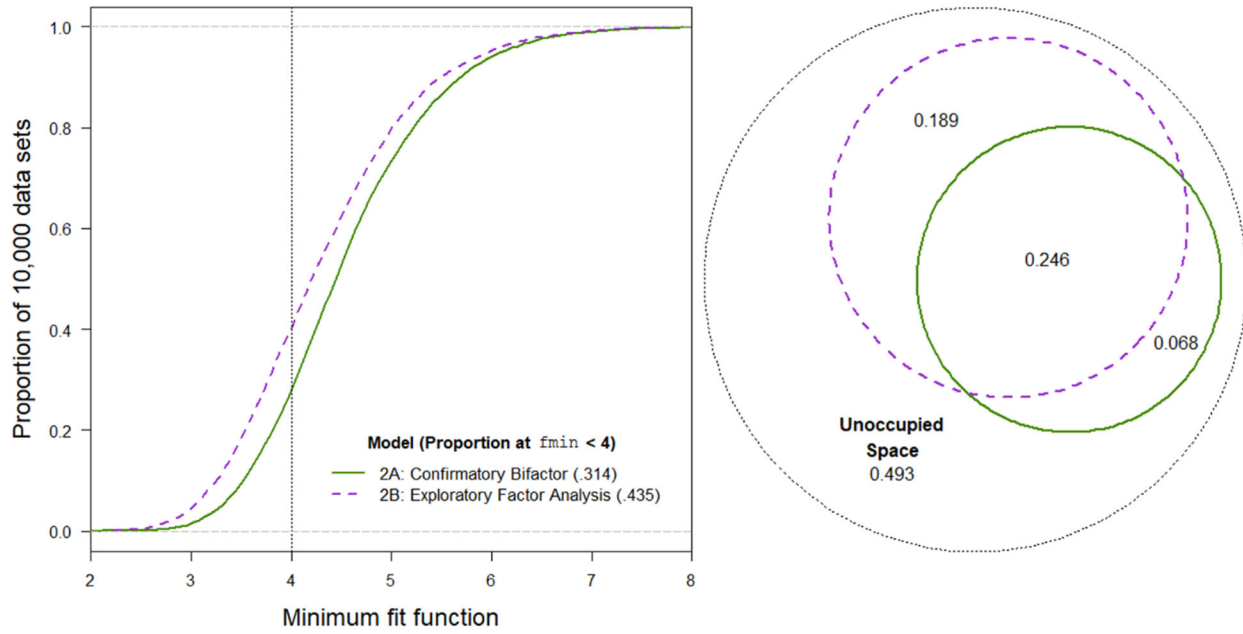 1.0
0.8
0.6
0.4
0.2
0.0
Proportion of 10,000 data sets
Model (Proportion at fmin < 4)
2A: Confirmatory Bifactor (.314)
2B: Exploratory Factor Analysis (.435)
2 3 4 5 6 7 8
Minimum fit function
0.189
0.246
0.068
Unoccupied
Space
0.493